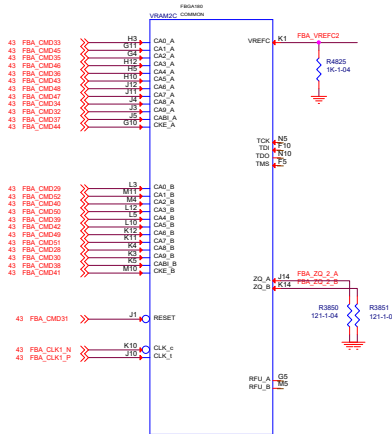 FBGA180
VRAM2C COMMON
43 FBA_CMD33 H3 CA0_A
43 FBA_CMD45 G11 CA1_A
43 FBA_CMD35 G4 CA2_A
43 FBA_CMD46 H12 CA3_A
43 FBA_CMD36 H5 CA4_A
43 FBA_CMD43 H10 CA5_A
43 FBA_CMD48 J12 CA6_A
43 FBA_CMD47 J11 CA7_A
43 FBA_CMD34 J4 CA8_A
43 FBA_CMD32 J3 CA9_A
43 FBA_CMD37 J5 CABI_A
43 FBA_CMD44 G10 CKE_A
VREFC K1 FBA_VREFC2
R4825
1K-1-04
TCK N5
TDI F10
TDO N10
TMS F5
43 FBA_CMD29 L3 CA0_B
43 FBA_CMD52 M11 CA1_B
43 FBA_CMD40 M4 CA2_B
43 FBA_CMD50 L12 CA3_B
43 FBA_CMD39 L5 CA4_B
43 FBA_CMD42 L10 CA5_B
43 FBA_CMD49 K12 CA6_B
43 FBA_CMD51 K11 CA7_B
43 FBA_CMD28 K4 CA8_B
43 FBA_CMD30 K3 CA9_B
43 FBA_CMD38 K5 CABI_B
43 FBA_CMD41 M10 CKE_B
ZQ_A J14 FBA_ZQ_2_A
ZQ_B K14 FBA_ZQ_2_B
R3850 R3851
121-1-04 121-1-0
43 FBA_CMD31 J1 RESET
43 FBA_CLK1_N K10 CLK_c
43 FBA_CLK1_P J10 CLK_t
RFU_A G5
RFU_B M5